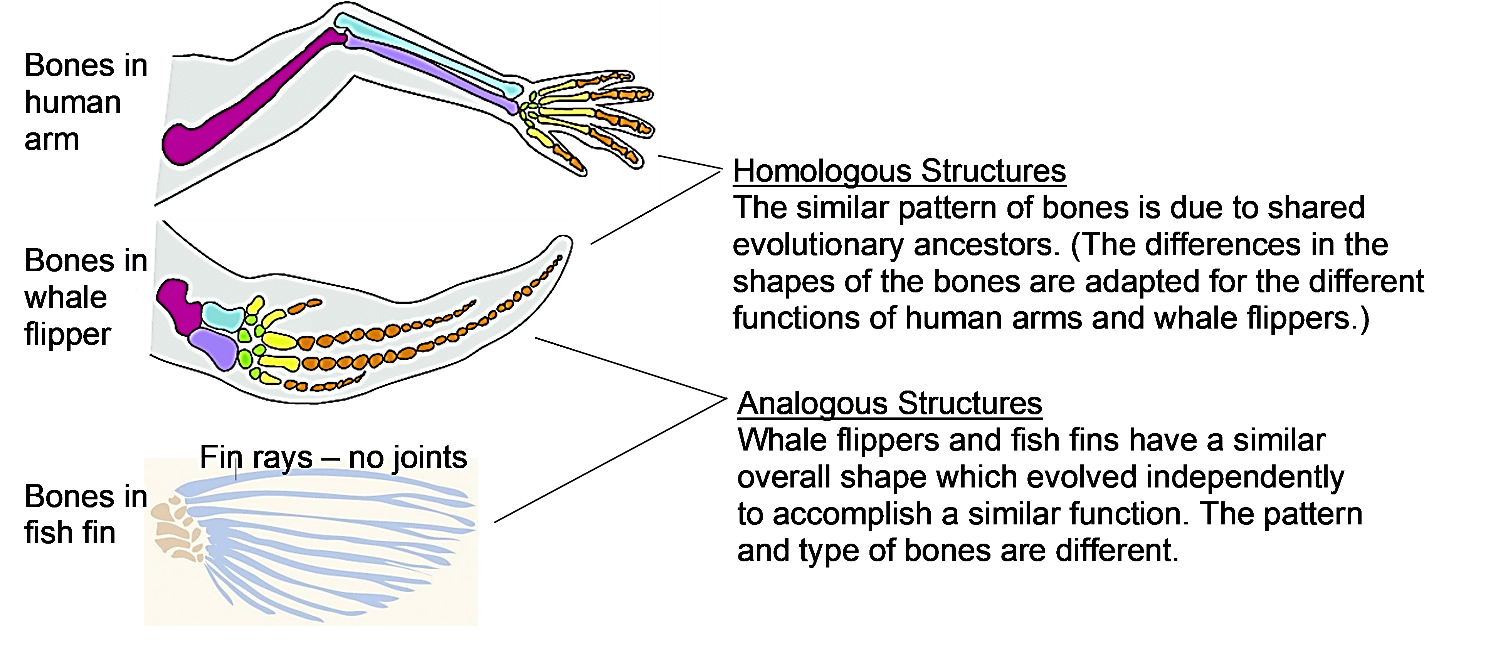 Bones in
human
arm
Homologous Structures
The similar pattern of bones is due to shared
evolutionary ancestors. (The differences in the
shapes of the bones are adapted for the different
functions of human arms and whale flippers.)
Bones in
whale
flipper
Analogous Structures
Whale flippers and fish fins have a similar
overall shape which evolved independently
to accomplish a similar function. The pattern
and type of bones are different.
Fin rays – no joints
Bones in
fish fin